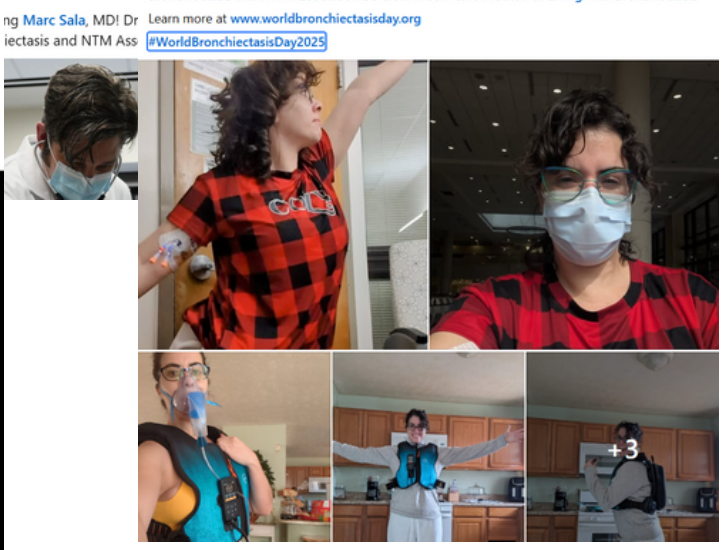 ng Marc Sala, MD! Dr
iectasis and NTM Ass
Learn more at www.worldbronchiectasisday.org
#WorldBronchiectasisDay2025
+3